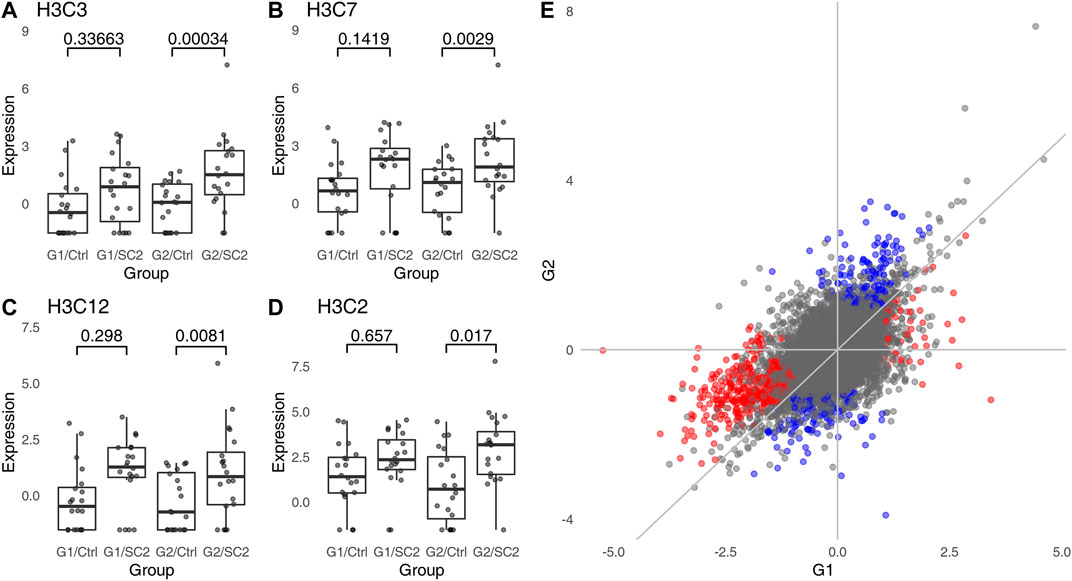 A H3C3
9
6
3
0
Expression
0.33663 0.00034
G1/Ctrl G1/SC2 G2/Ctrl G2/SC2
Group
B H3C7
9
6
3
0
Expression
0.1419 0.0029
G1/Ctrl G1/SC2 G2/Ctrl G2/SC2
Group
C H3C12
7.5
5.0
2.5
0.0
Expression
0.298 0.0081
G1/Ctrl G1/SC2 G2/Ctrl G2/SC2
Group
D H3C2
7.5
5.0
2.5
0.0
Expression
0.657 0.017
G1/Ctrl G1/SC2 G2/Ctrl G2/SC2
Group
E
8
4
0
-4
G2
-5.0 -2.5 0.0 2.5 5.0
G1